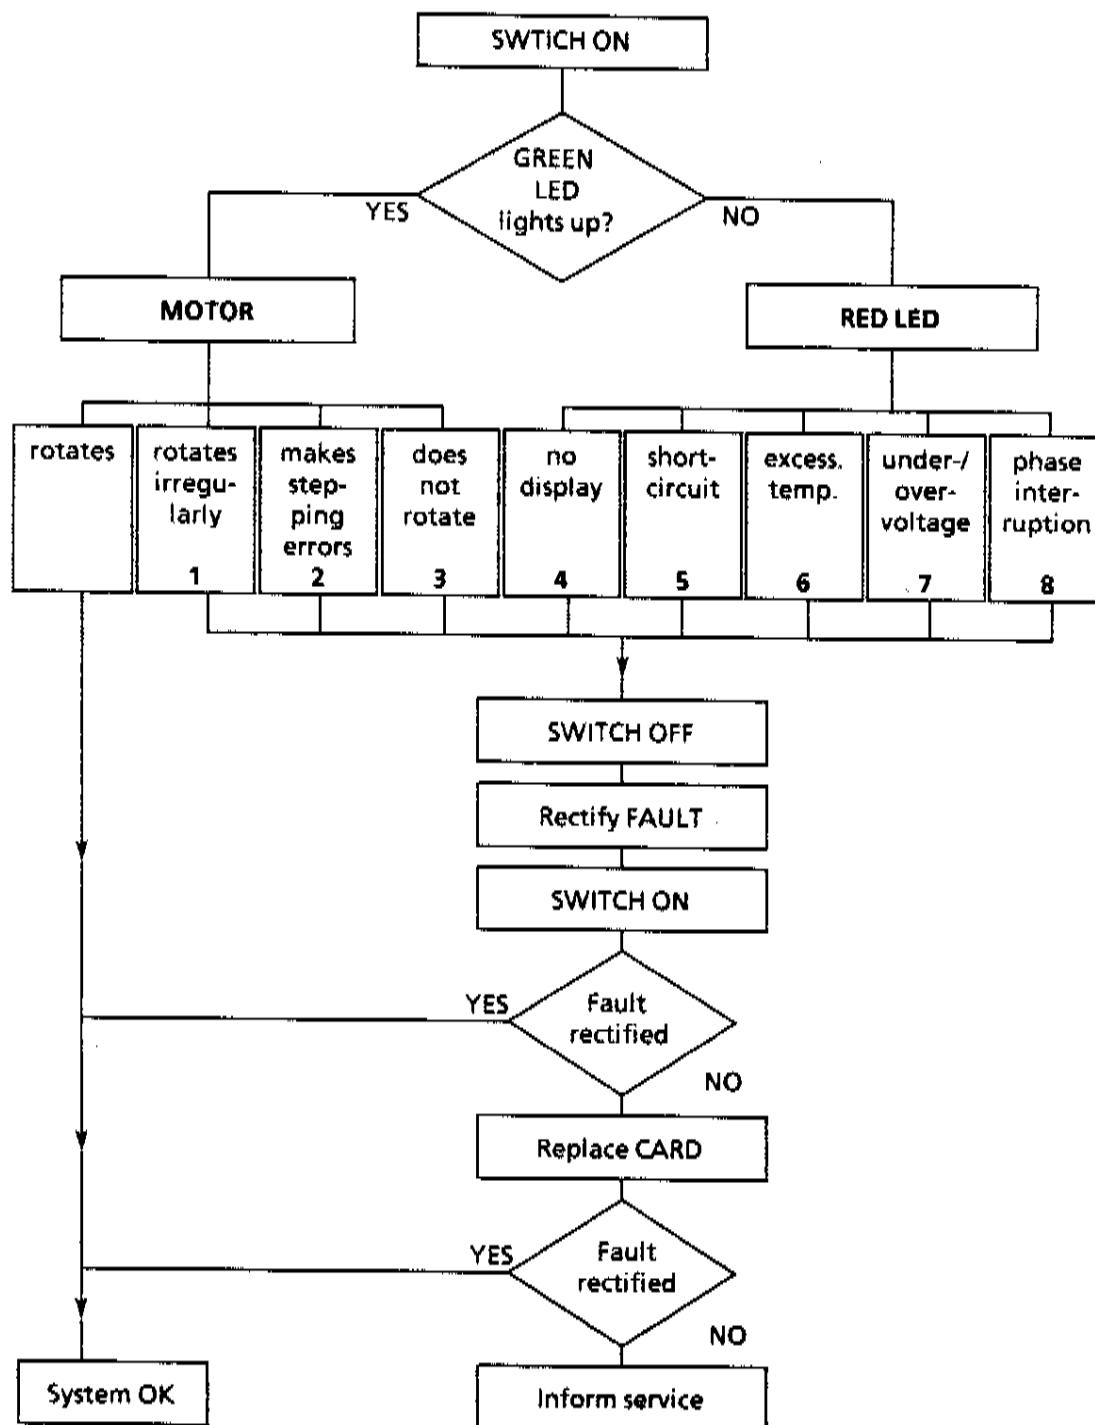 SWTICH ON
GREEN
LED
lights up?
YES
NO
MOTOR
RED LED
rotates
rotates
irregu-
larly
1
makes
step-
ping
errors
2
does
not
rotate
3
no
display
4
short-
circuit
5
excess.
temp.
6
under-/
over-
voltage
7
phase
inter-
ruption
8
SWITCH OFF
Rectify FAULT
SWITCH ON
Fault
rectified
YES
NO
Replace CARD
Fault
rectified
YES
NO
System OK
Inform service